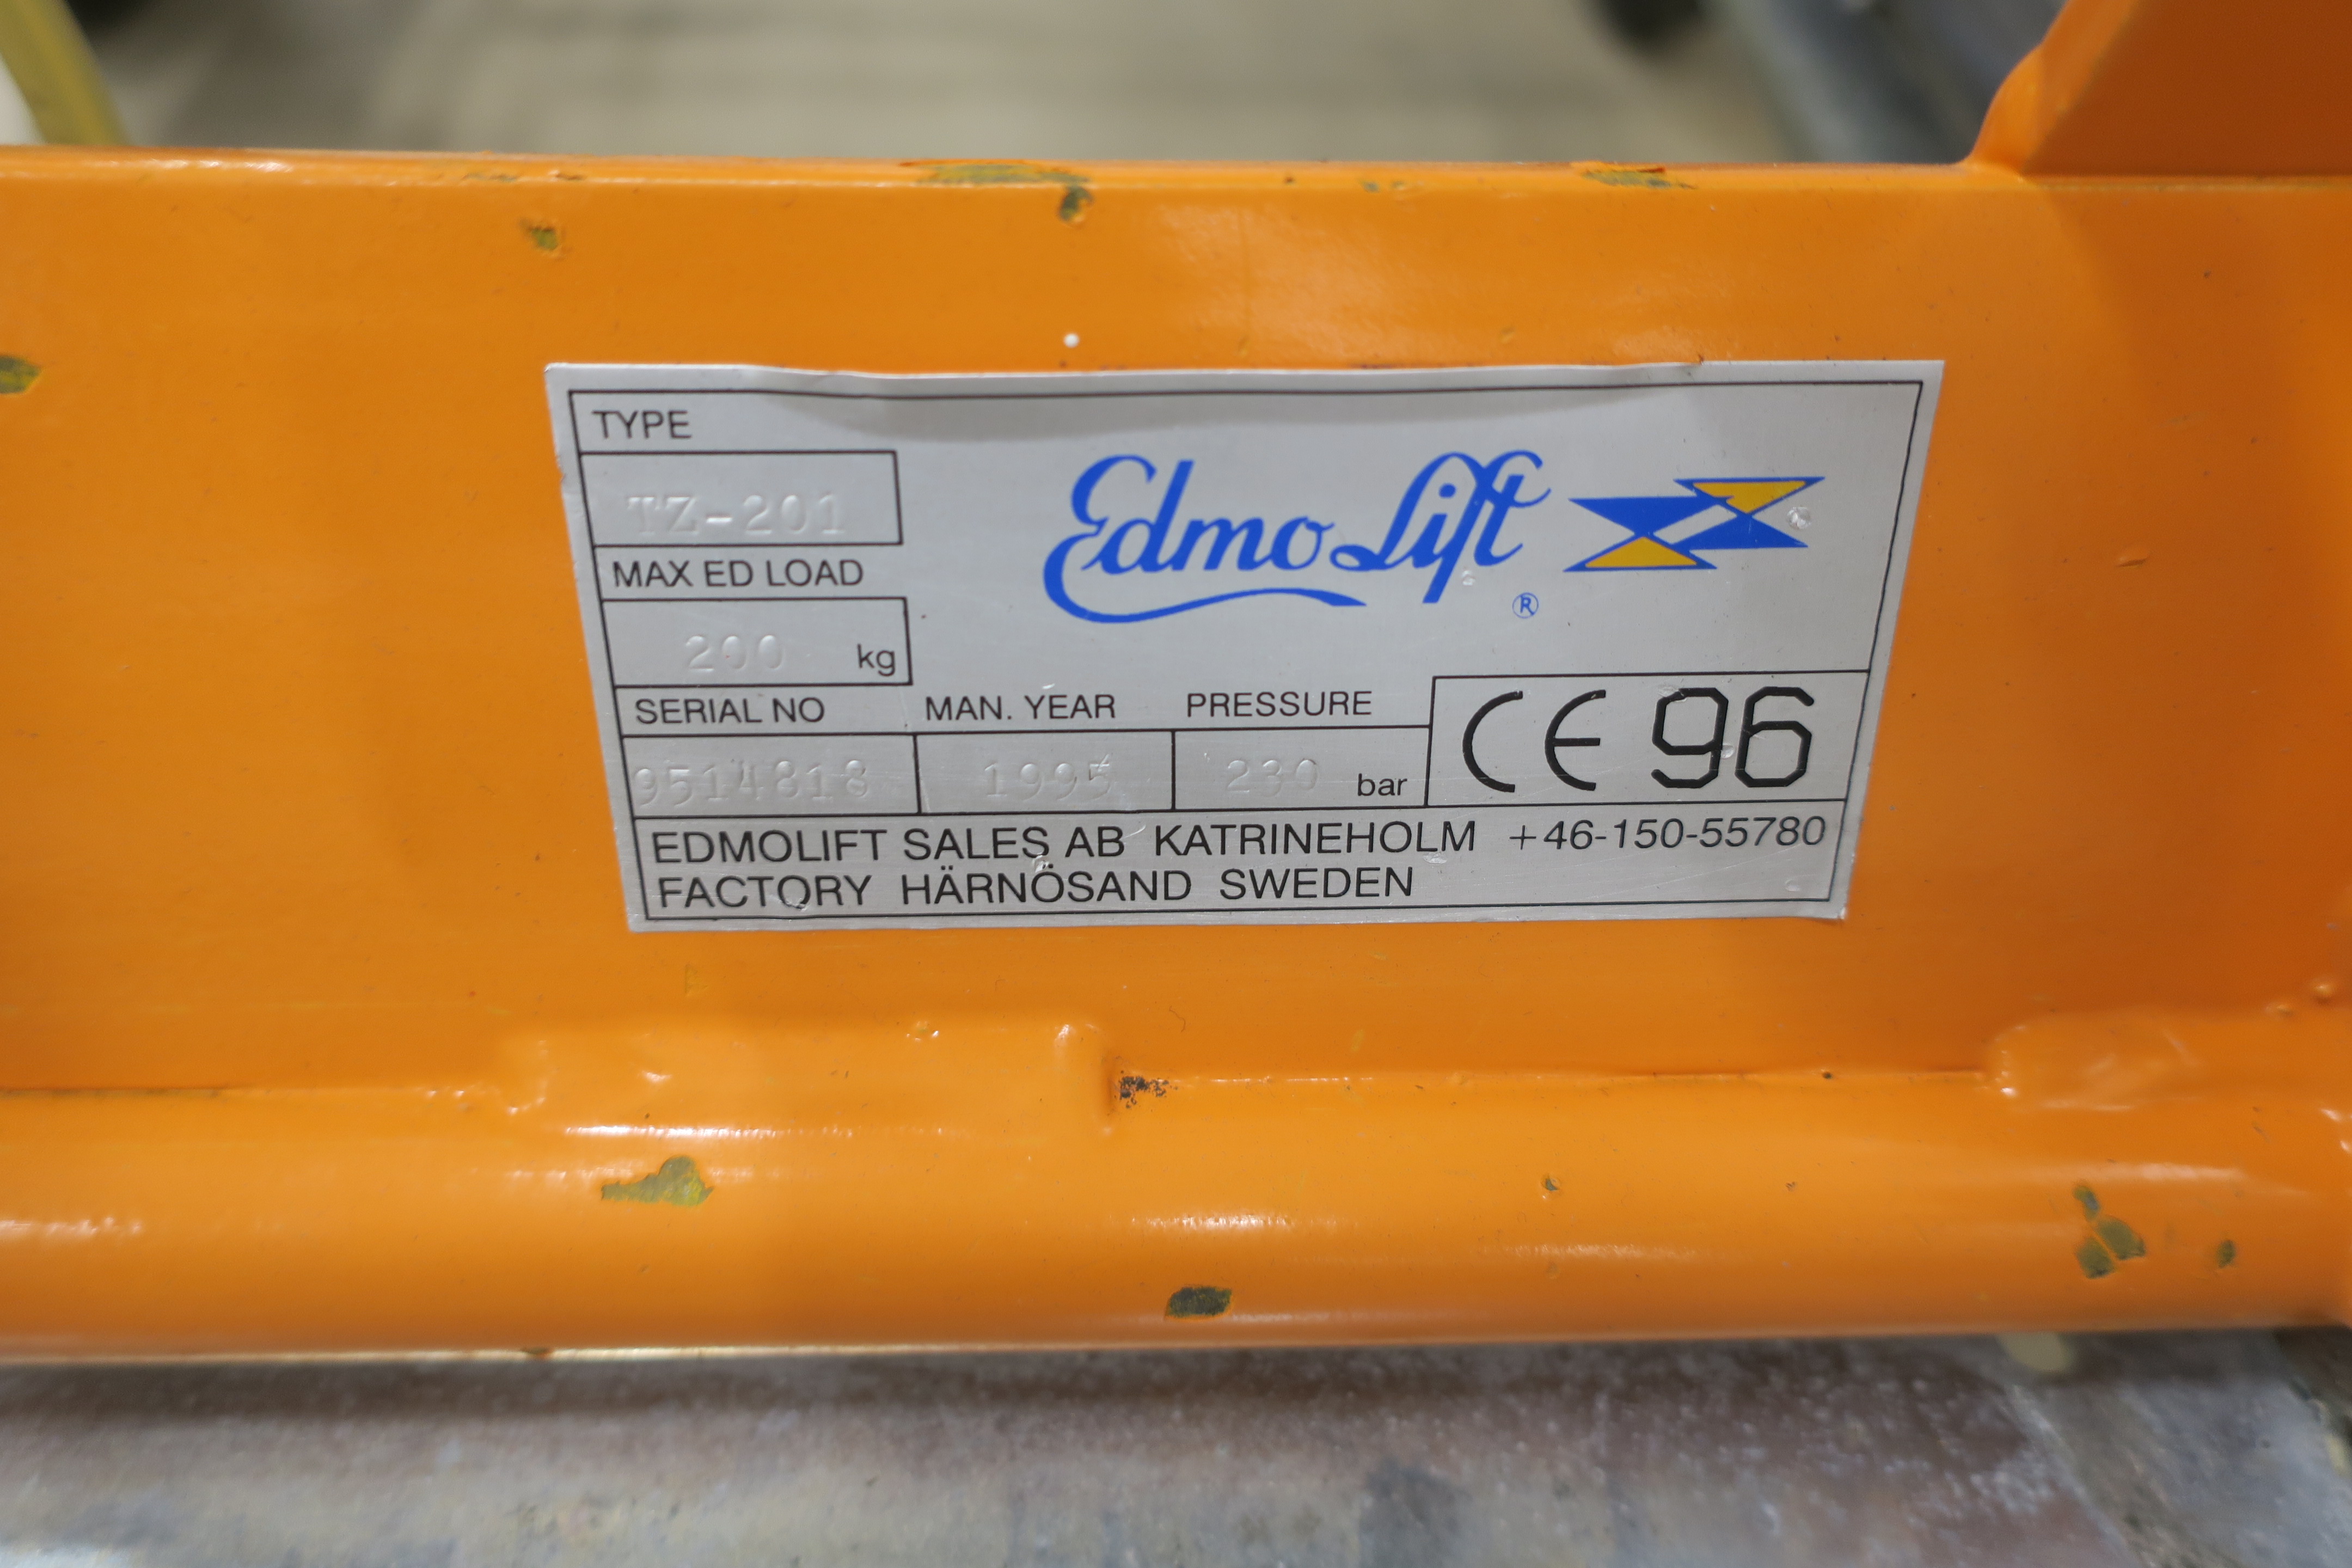 TYPE
TZ-201
Edmo Lift ®
MAX ED LOAD
200 kg
SERIAL NO MAN. YEAR PRESSURE
9514818 1995 230 bar CE 96
EDMOLIFT SALES AB KATRINEHOLM +46-150-55780
FACTORY HÄRNÖSAND SWEDEN